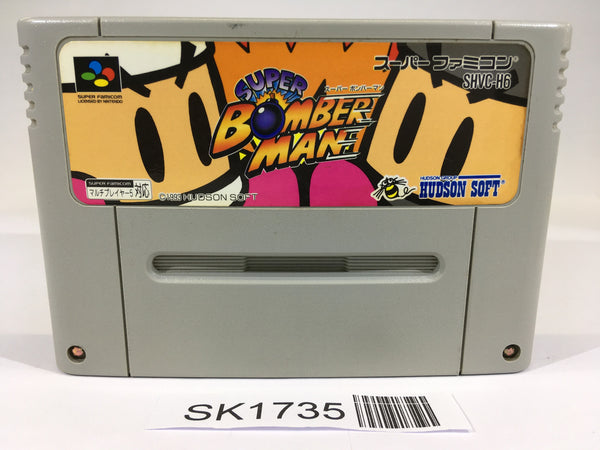 SUPER FAMICOM
LICENSED BY NINTENDO
SUPER
スーパー ボンバーマン
BOMBER
MAN
スーパーファミコン
SHVC-H6
SUPER FAMICOM
マルチプレイヤー5 対応
©1993 HUDSON SOFT
HUDSON GROUP
HUDSON SOFT
SK1735